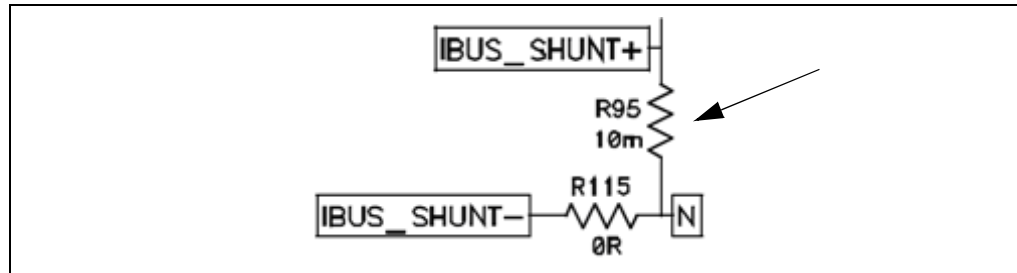 IBUS_SHUNT+
R95
10m
R115
IBUS_SHUNT-
N
0R